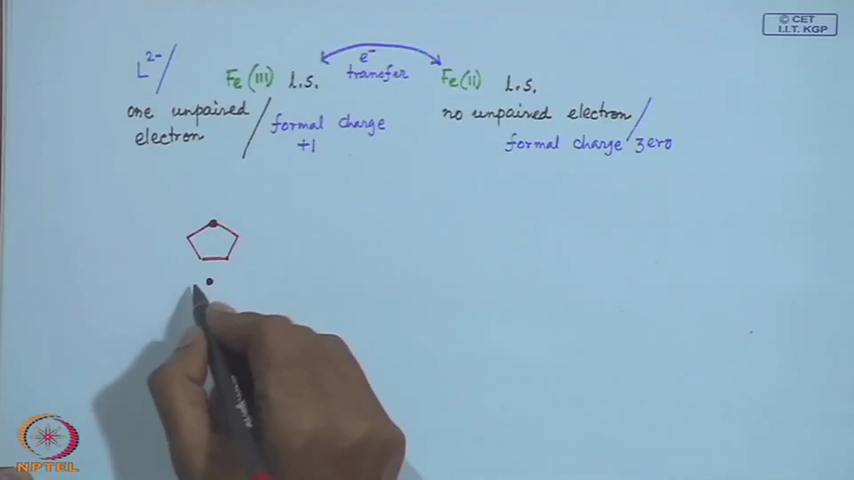 © CET
I.I.T. KGP
L²⁻/
Fe(III) l.s.
e⁻
transfer
Fe(II) l.s.
one unpaired
electron
formal charge
+1
no unpaired electron
formal charge zero
NPTEL